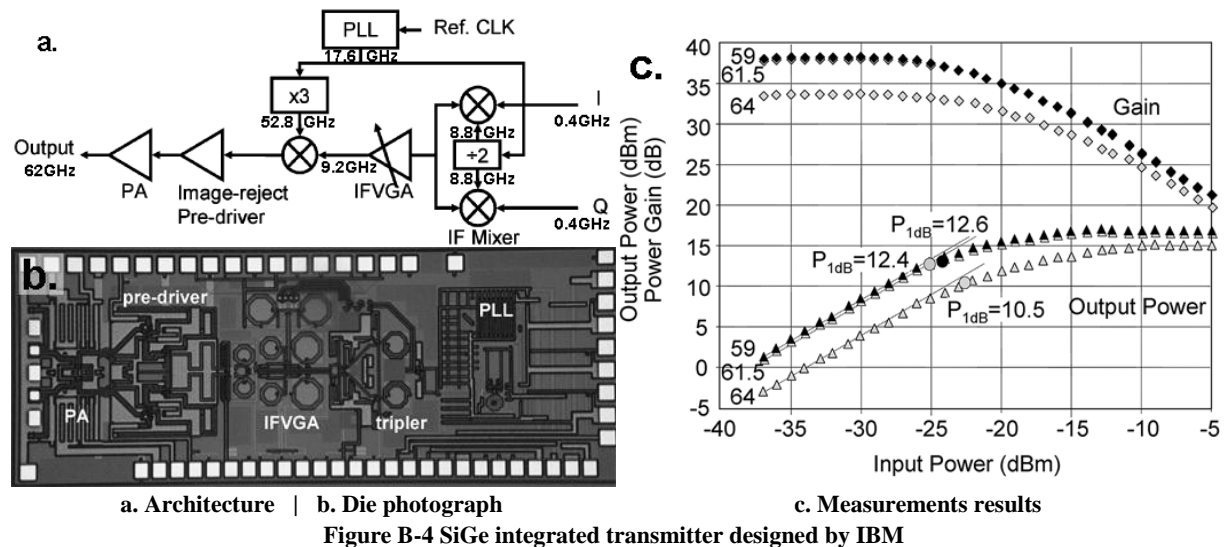 a.
PLL
Ref. CLK
17.6 GHz
x3
52.8 GHz
I
0.4GHz
8.8 GHz
÷2
8.8 GHz
Output
62GHz
PA
Image-reject
Pre-driver
9.2GHz
IFVGA
IF Mixer
Q
0.4GHz
b.
pre-driver
PLL
PA
IFVGA
tripler
c.
Output Power (dBm)
Power Gain (dB)
40
35
30
25
20
15
10
5
0
-5
59
61.5
64
Gain
P1dB=12.6
P1dB=12.4
P1dB=10.5
Output Power
59
61.5
64
-40 -35 -30 -25 -20 -15 -10 -5
Input Power (dBm)
a. Architecture | b. Die photograph c. Measurements results
Figure B-4 SiGe integrated transmitter designed by IBM